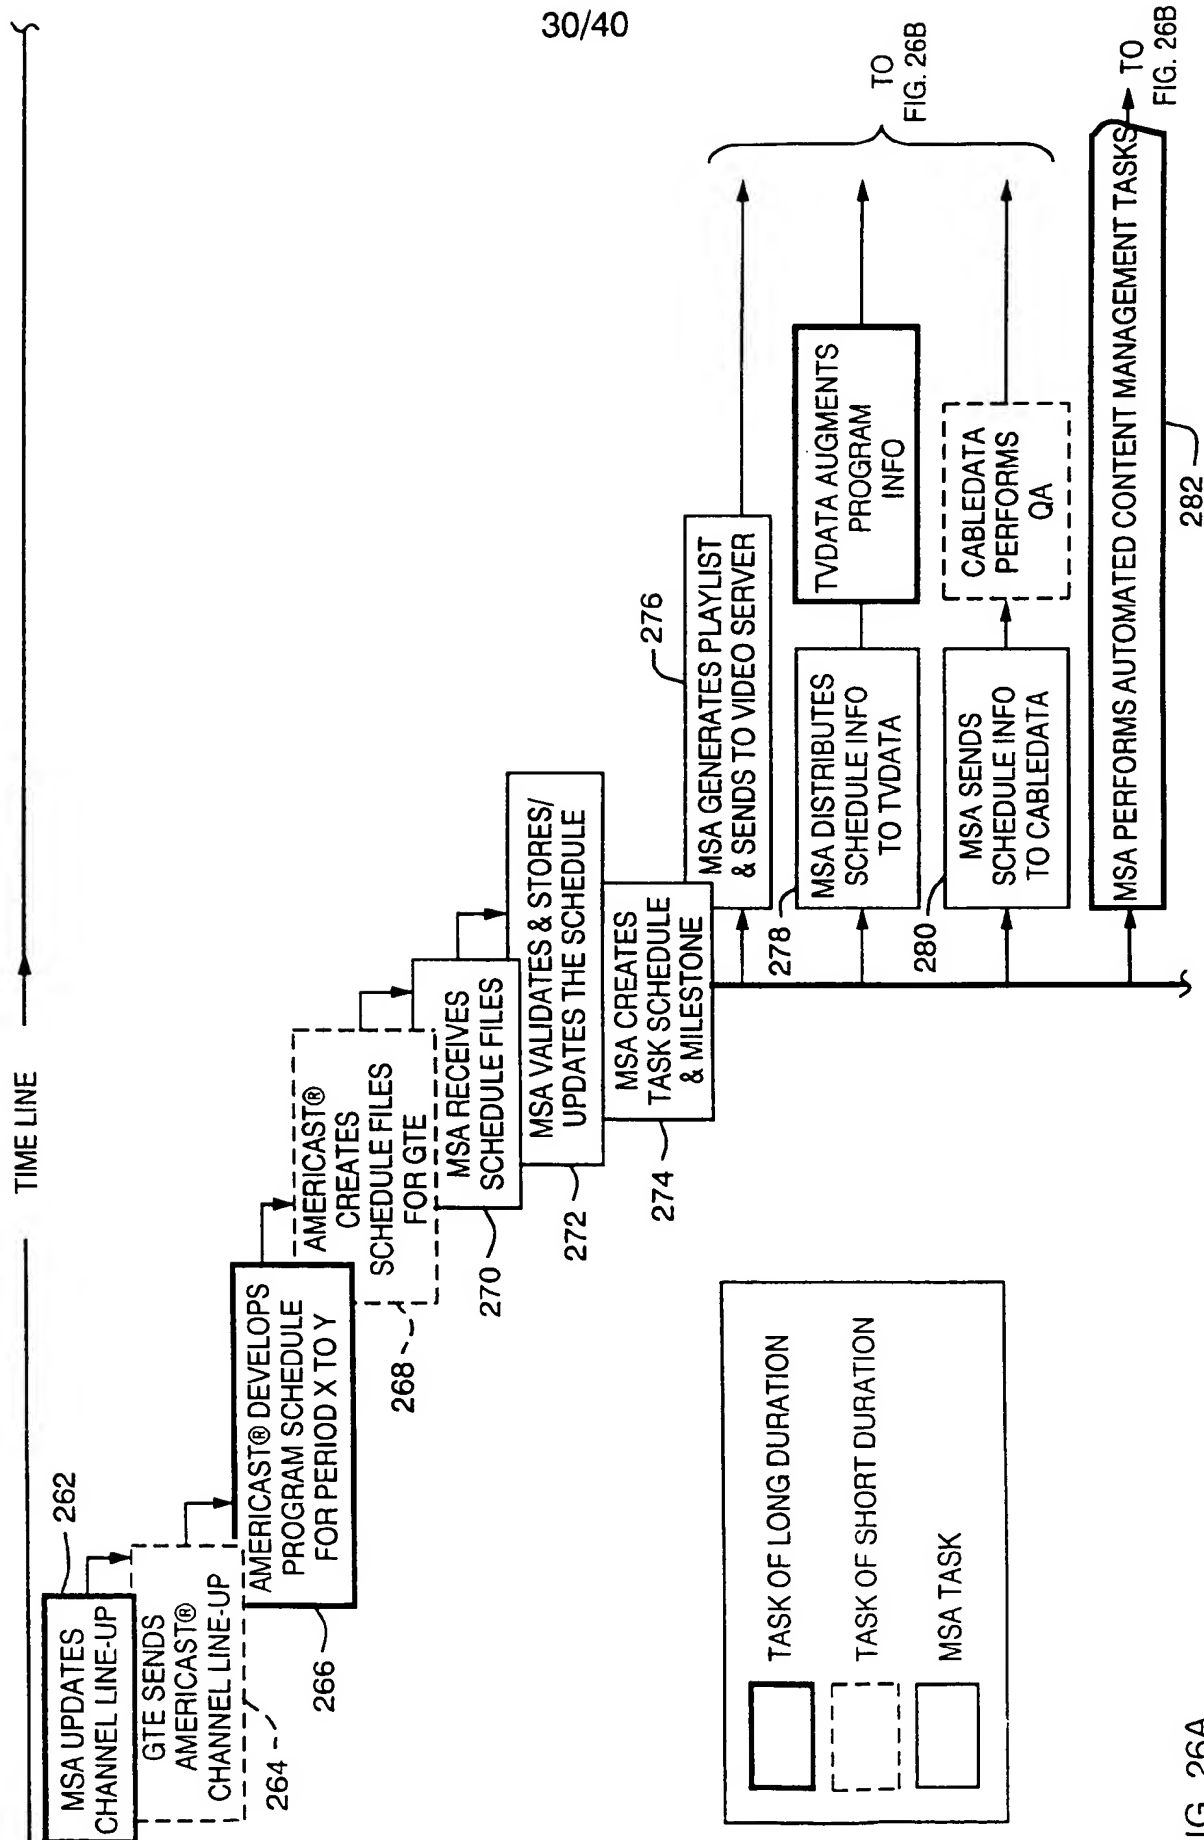 30/40
TIME LINE
MSA UPDATES
CHANNEL LINE-UP
262
GTE SENDS
AMERICAST®
CHANNEL LINE-UP
264
AMERICAST® DEVELOPS
PROGRAM SCHEDULE
FOR PERIOD X TO Y
266
AMERICAST®
CREATES
SCHEDULE FILES
FOR GTE
268
MSA RECEIVES
SCHEDULE FILES
270
MSA VALIDATES & STORES/
UPDATES THE SCHEDULE
272
MSA CREATES
TASK SCHEDULE
& MILESTONE
274
MSA GENERATES PLAYLIST
& SENDS TO VIDEO SERVER
276
MSA DISTRIBUTES
SCHEDULE INFO
TO TVDATA
278
TVDATA AUGMENTS
PROGRAM
INFO
MSA SENDS
SCHEDULE INFO
TO CABLEDATA
280
CABLEDATA
PERFORMS
QA
TO
FIG. 26B
MSA PERFORMS AUTOMATED CONTENT MANAGEMENT TASKS
282
TO
FIG. 26B
TASK OF LONG DURATION
TASK OF SHORT DURATION
MSA TASK
FIG. 26A